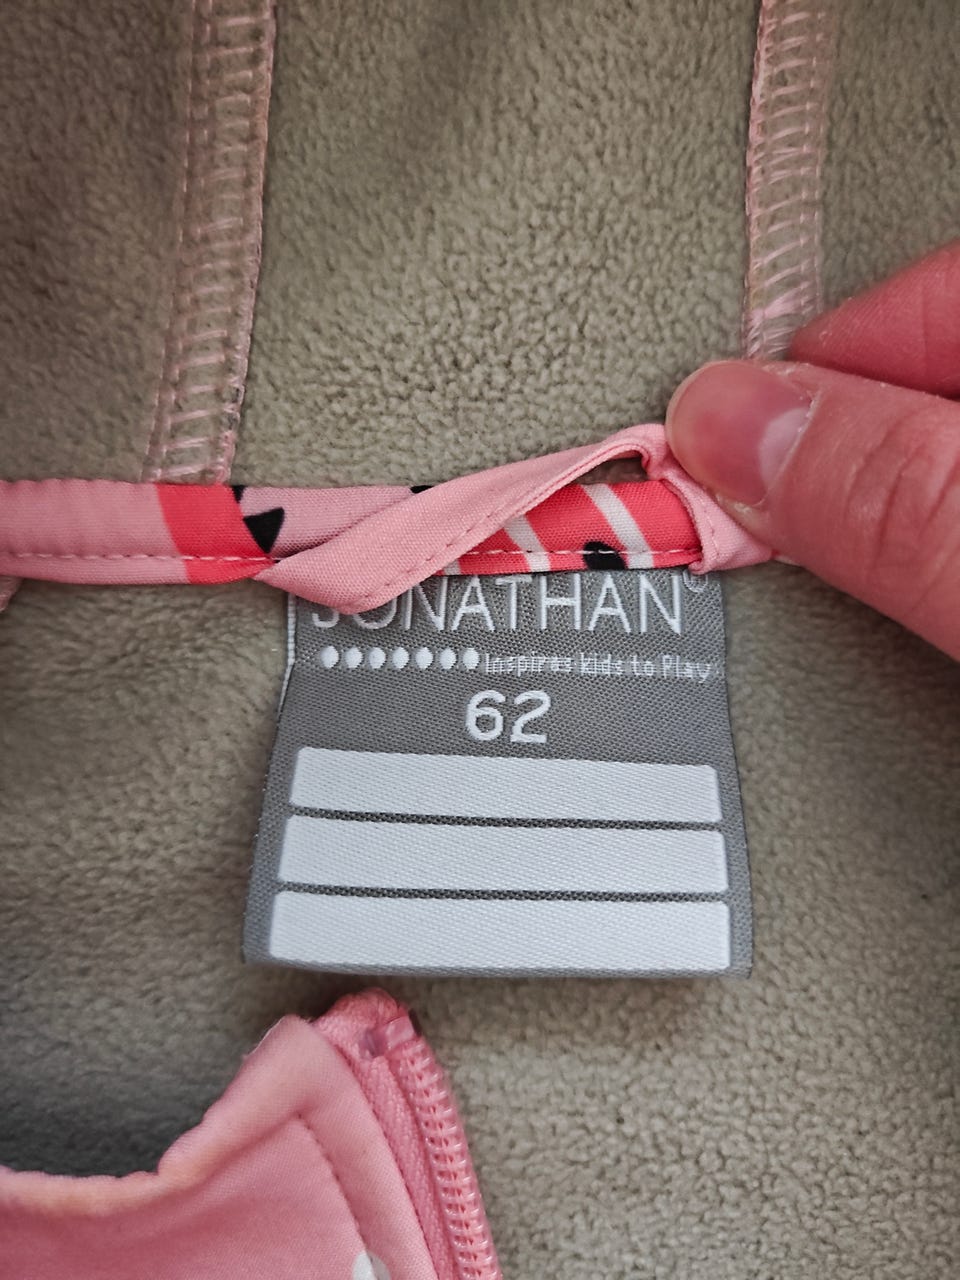 JONATHAN®
Inspires kids to Play
62